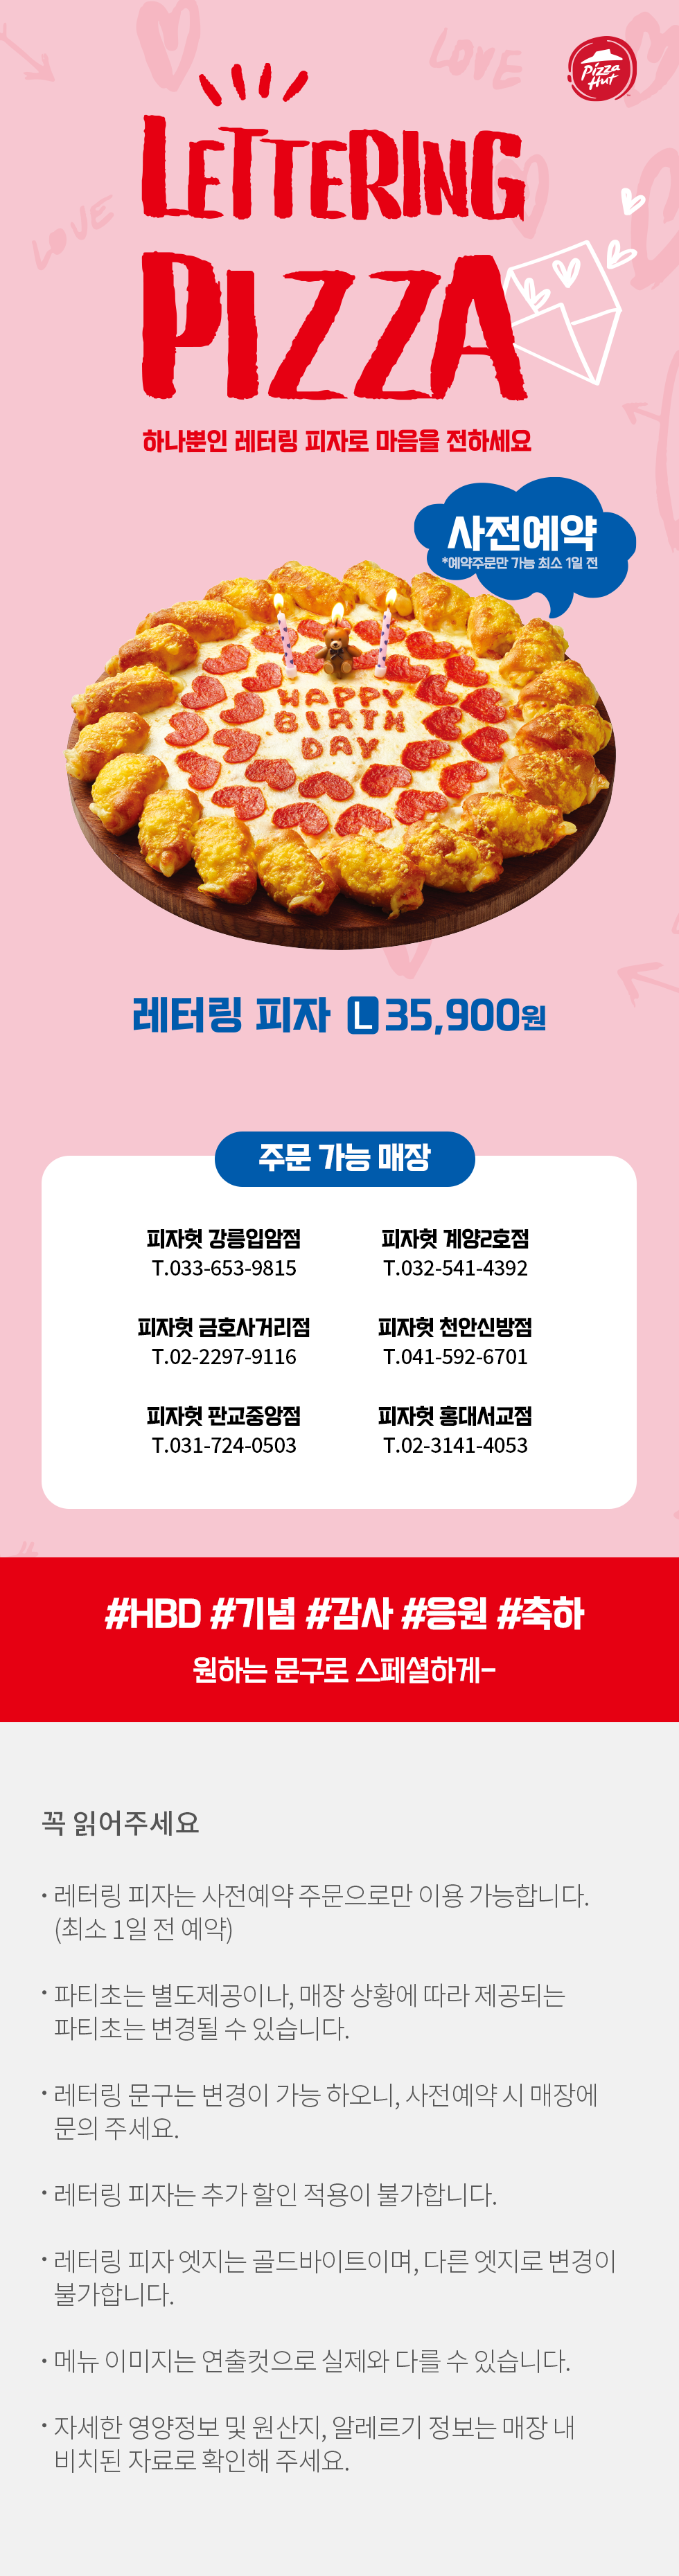 LOVE
Pizza
Hut
LETTERING
LOVE
PIZZA
하나뿐인 레터링 피자로 마음을 전하세요
사전예약
*예약주문만 가능 최소 1일 전
HAPPY
BIRTH
DAY
레터링 피자 L 35,900원
주문 가능 매장
피자헛 강릉입암점
T.033-653-9815
피자헛 계양2호점
T.032-541-4392
피자헛 금호사거리점
T.02-2297-9116
피자헛 천안신방점
T.041-592-6701
피자헛 판교중앙점
T.031-724-0503
피자헛 홍대서교점
T.02-3141-4053
#HBD #기념 #감사 #응원 #축하
원하는 문구로 스페셜하게-
꼭 읽어주세요
• 레터링 피자는 사전예약 주문으로만 이용 가능합니다.
(최소 1일 전 예약)
• 파티초는 별도제공이나, 매장 상황에 따라 제공되는
파티초는 변경될 수 있습니다.
• 레터링 문구는 변경이 가능 하오니, 사전예약 시 매장에
문의 주세요.
• 레터링 피자는 추가 할인 적용이 불가합니다.
• 레터링 피자 엣지는 골드바이트이며, 다른 엣지로 변경이
불가합니다.
• 메뉴 이미지는 연출컷으로 실제와 다를 수 있습니다.
• 자세한 영양정보 및 원산지, 알레르기 정보는 매장 내
비치된 자료로 확인해 주세요.